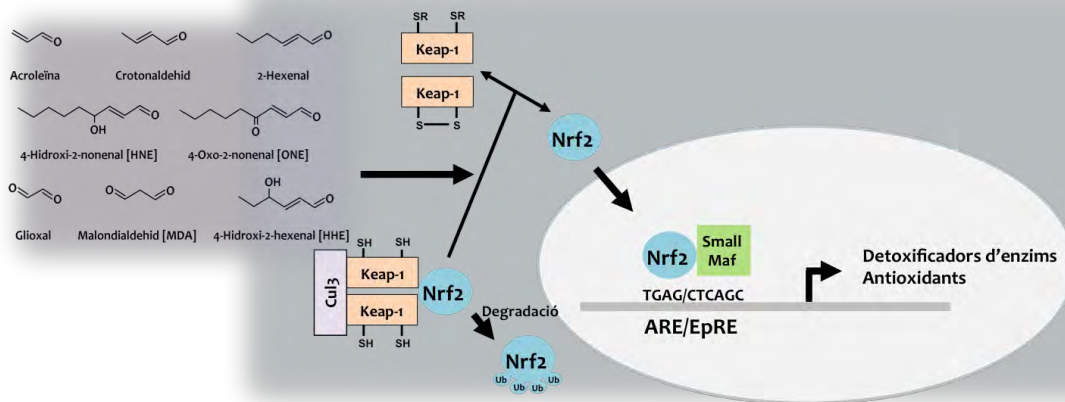 O
Acroleïna
O
Crotonaldehid
O
2-Hexenal
OH
O
4-Hidroxi-2-nonenal [HNE]
O
O
4-Oxo-2-nonenal [ONE]
O
O
Glioxal
O
O
Malondialdehid [MDA]
OH
O
4-Hidroxi-2-hexenal [HHE]
SR SR
Keap-1
Keap-1
S S
Nrf2
SH SH
Cul3
Keap-1
Keap-1
SH SH
Nrf2
Degradació
Nrf2
Ub Ub Ub Ub
Nrf2
Small
Maf
TGAG/CTCAGC
ARE/EpRE
Detoxificadors d'enzims
Antioxidants